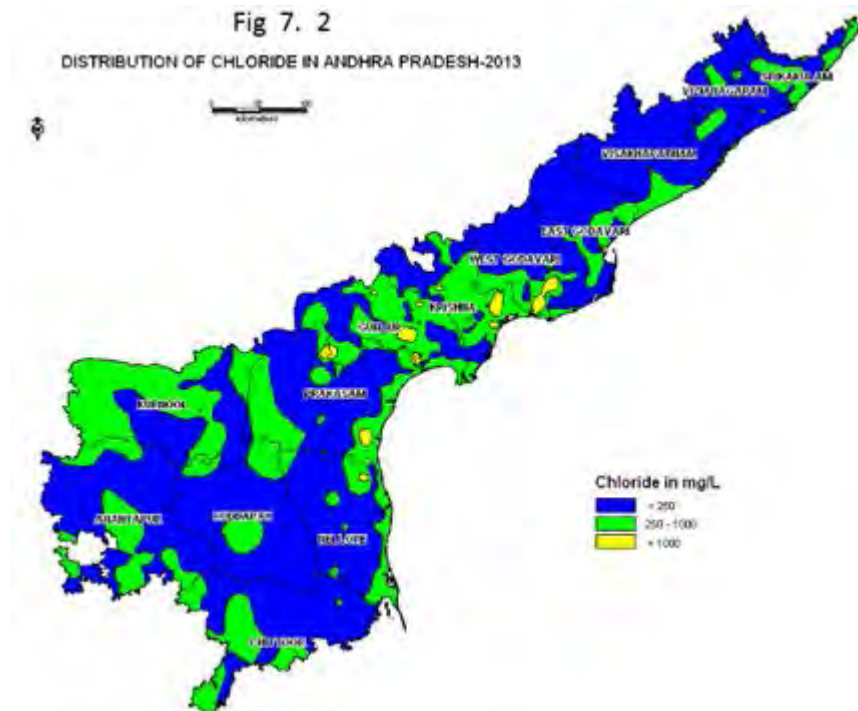 Fig 7. 2
DISTRIBUTION OF CHLORIDE IN ANDHRA PRADESH-2013
SRIKAKULAM
VIZIANAGARAM
VISAKHAPATNAM
EAST GODAVARI
WEST GODAVARI
KRISHNA
GUNTUR
PRAKASAM
KURNOOL
ANANTAPUR
CUDDAPAH
NELLORE
CHITTOOR
Chloride in mg/L
< 250
250 - 1000
> 1000